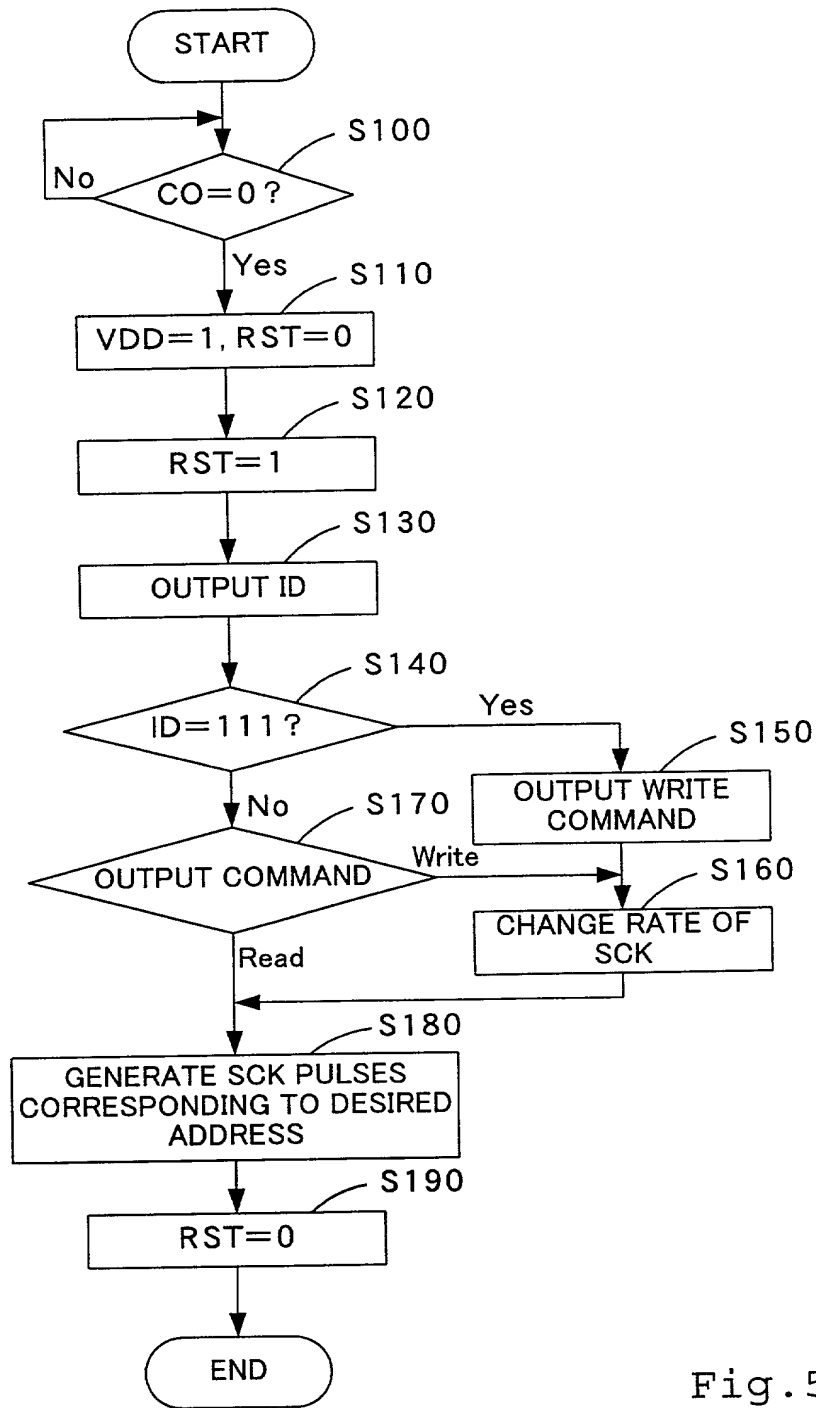 START
S100
No
CO=0?
Yes
S110
VDD=1, RST=0
S120
RST=1
S130
OUTPUT ID
S140
ID=111?
Yes
S150
OUTPUT WRITE
COMMAND
No
S170
OUTPUT COMMAND
Write
S160
CHANGE RATE OF
SCK
Read
S180
GENERATE SCK PULSES
CORRESPONDING TO DESIRED
ADDRESS
S190
RST=0
END
Fig.5